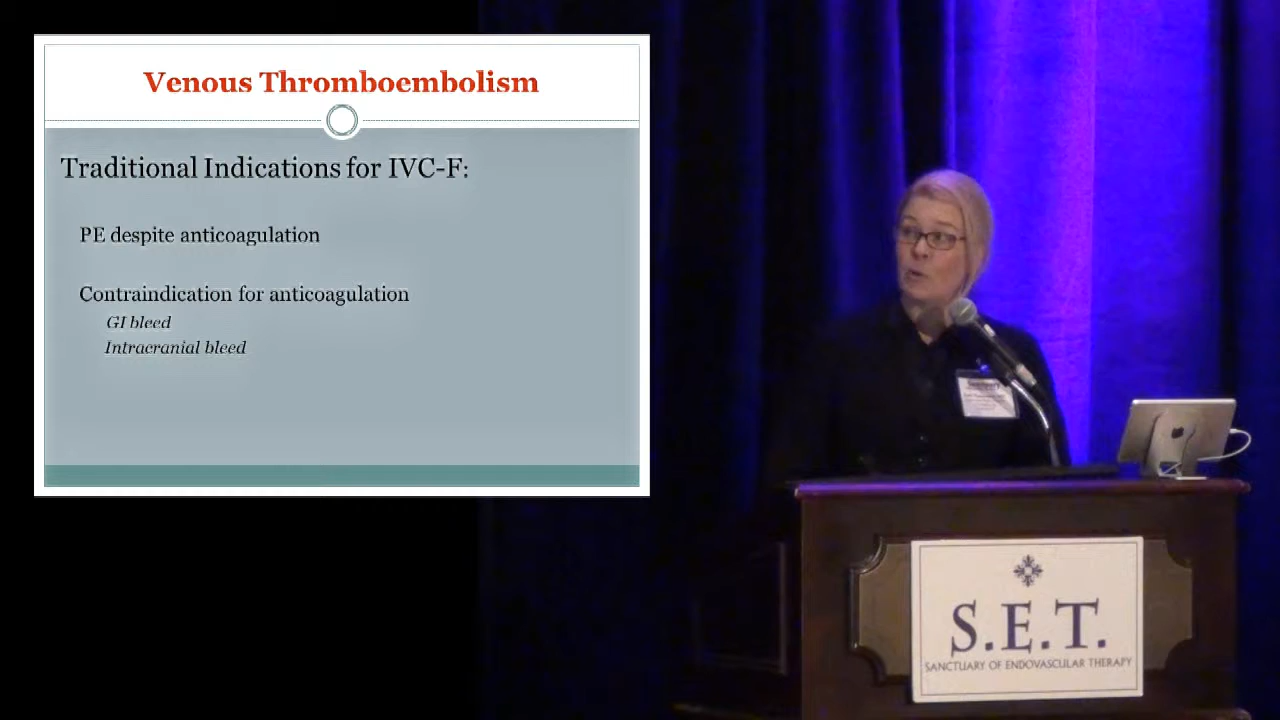 Venous Thromboembolism
Traditional Indications for IVC-F:
PE despite anticoagulation
Contraindication for anticoagulation
GI bleed
Intracranial bleed
S.E.T.
SANCTUARY OF ENDOVASCULAR THERAPY